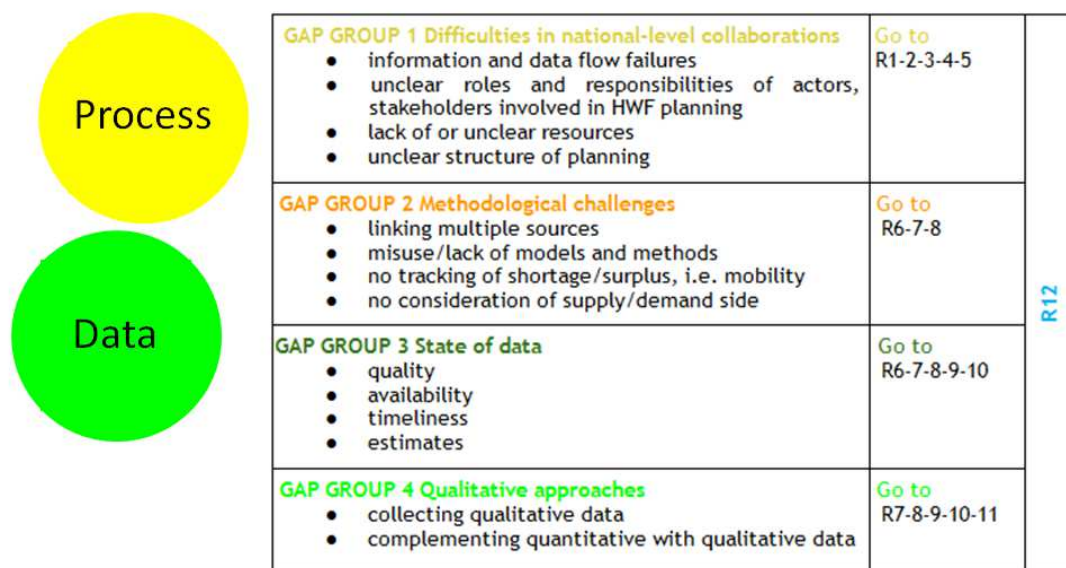 Process
Data
GAP GROUP 1 Difficulties in national-level collaborations
● information and data flow failures
● unclear roles and responsibilities of actors,
stakeholders involved in HWF planning
● lack of or unclear resources
● unclear structure of planning
Go to
R1-2-3-4-5
GAP GROUP 2 Methodological challenges
● linking multiple sources
● misuse/lack of models and methods
● no tracking of shortage/surplus, i.e. mobility
● no consideration of supply/demand side
Go to
R6-7-8
GAP GROUP 3 State of data
● quality
● availability
● timeliness
● estimates
Go to
R6-7-8-9-10
GAP GROUP 4 Qualitative approaches
● collecting qualitative data
● complementing quantitative with qualitative data
Go to
R7-8-9-10-11
R12